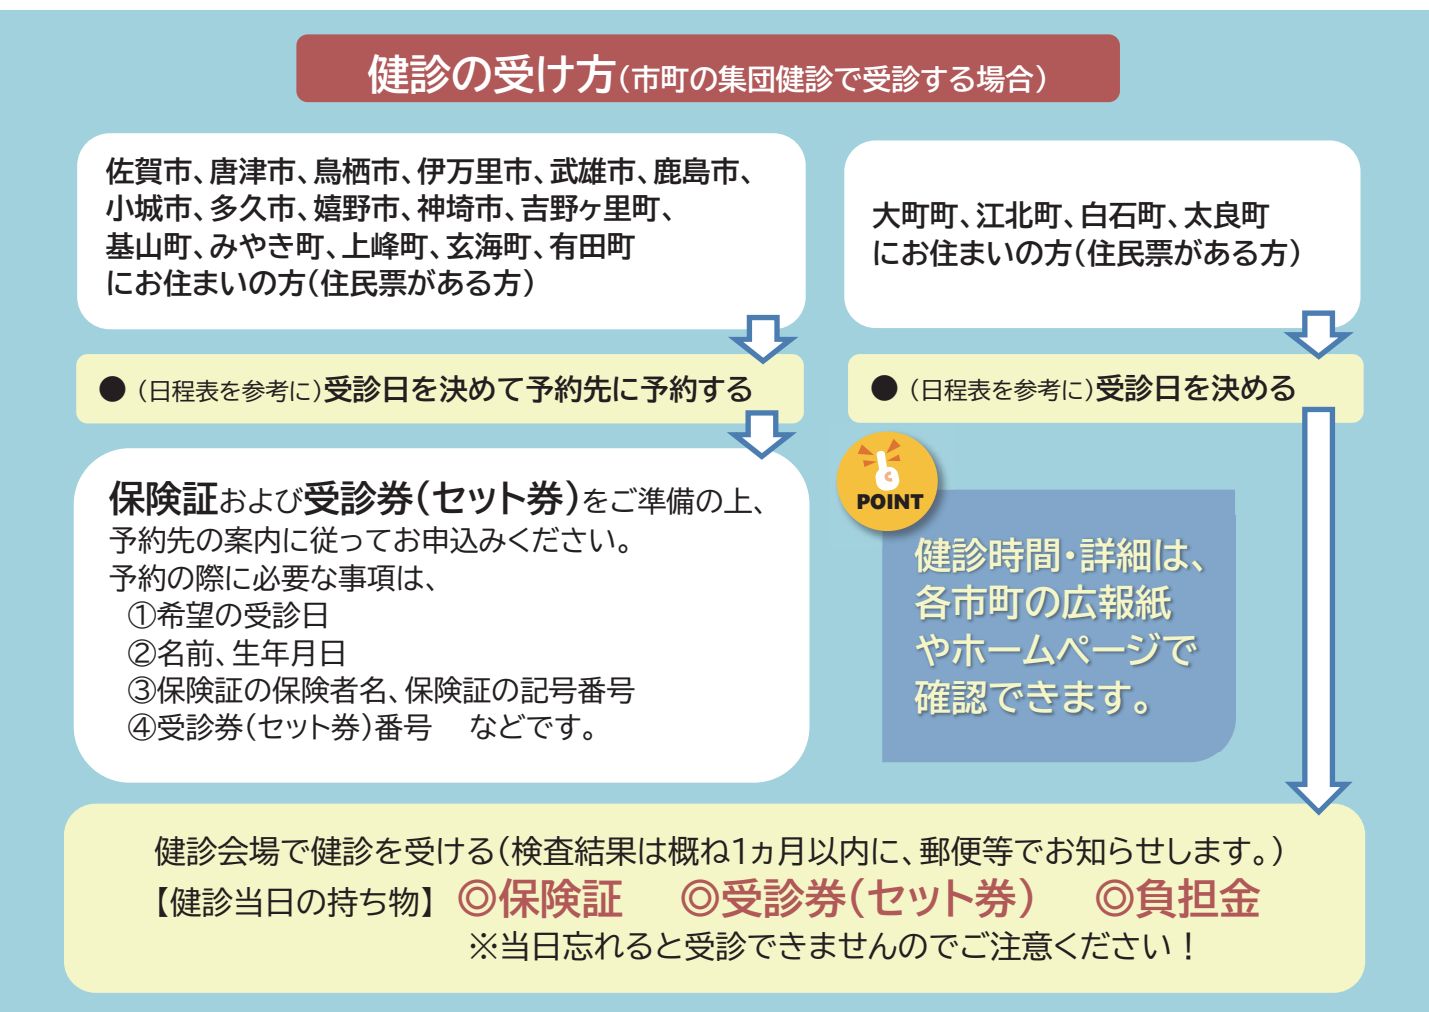 健診の受け方(市町の集団健診で受診する場合)
佐賀市、唐津市、鳥栖市、伊万里市、武雄市、鹿島市、
小城市、多久市、嬉野市、神埼市、吉野ヶ里町、
基山町、みやき町、上峰町、玄海町、有田町
にお住まいの方(住民票がある方)
●(日程表を参考に)受診日を決めて予約先に予約する
保険証および受診券(セット券)をご準備の上、
予約先の案内に従ってお申込みください。
予約の際に必要な事項は、
①希望の受診日
②名前、生年月日
③保険証の保険者名、保険証の記号番号
④受診券(セット券)番号　などです。
大町町、江北町、白石町、太良町
にお住まいの方(住民票がある方)
●(日程表を参考に)受診日を決める
POINT
健診時間・詳細は、
各市町の広報紙
やホームページで
確認できます。
健診会場で健診を受ける(検査結果は概ね1ヵ月以内に、郵便等でお知らせします。)
【健診当日の持ち物】 ◎保険証　◎受診券(セット券)　◎負担金
※当日忘れると受診できませんのでご注意ください!